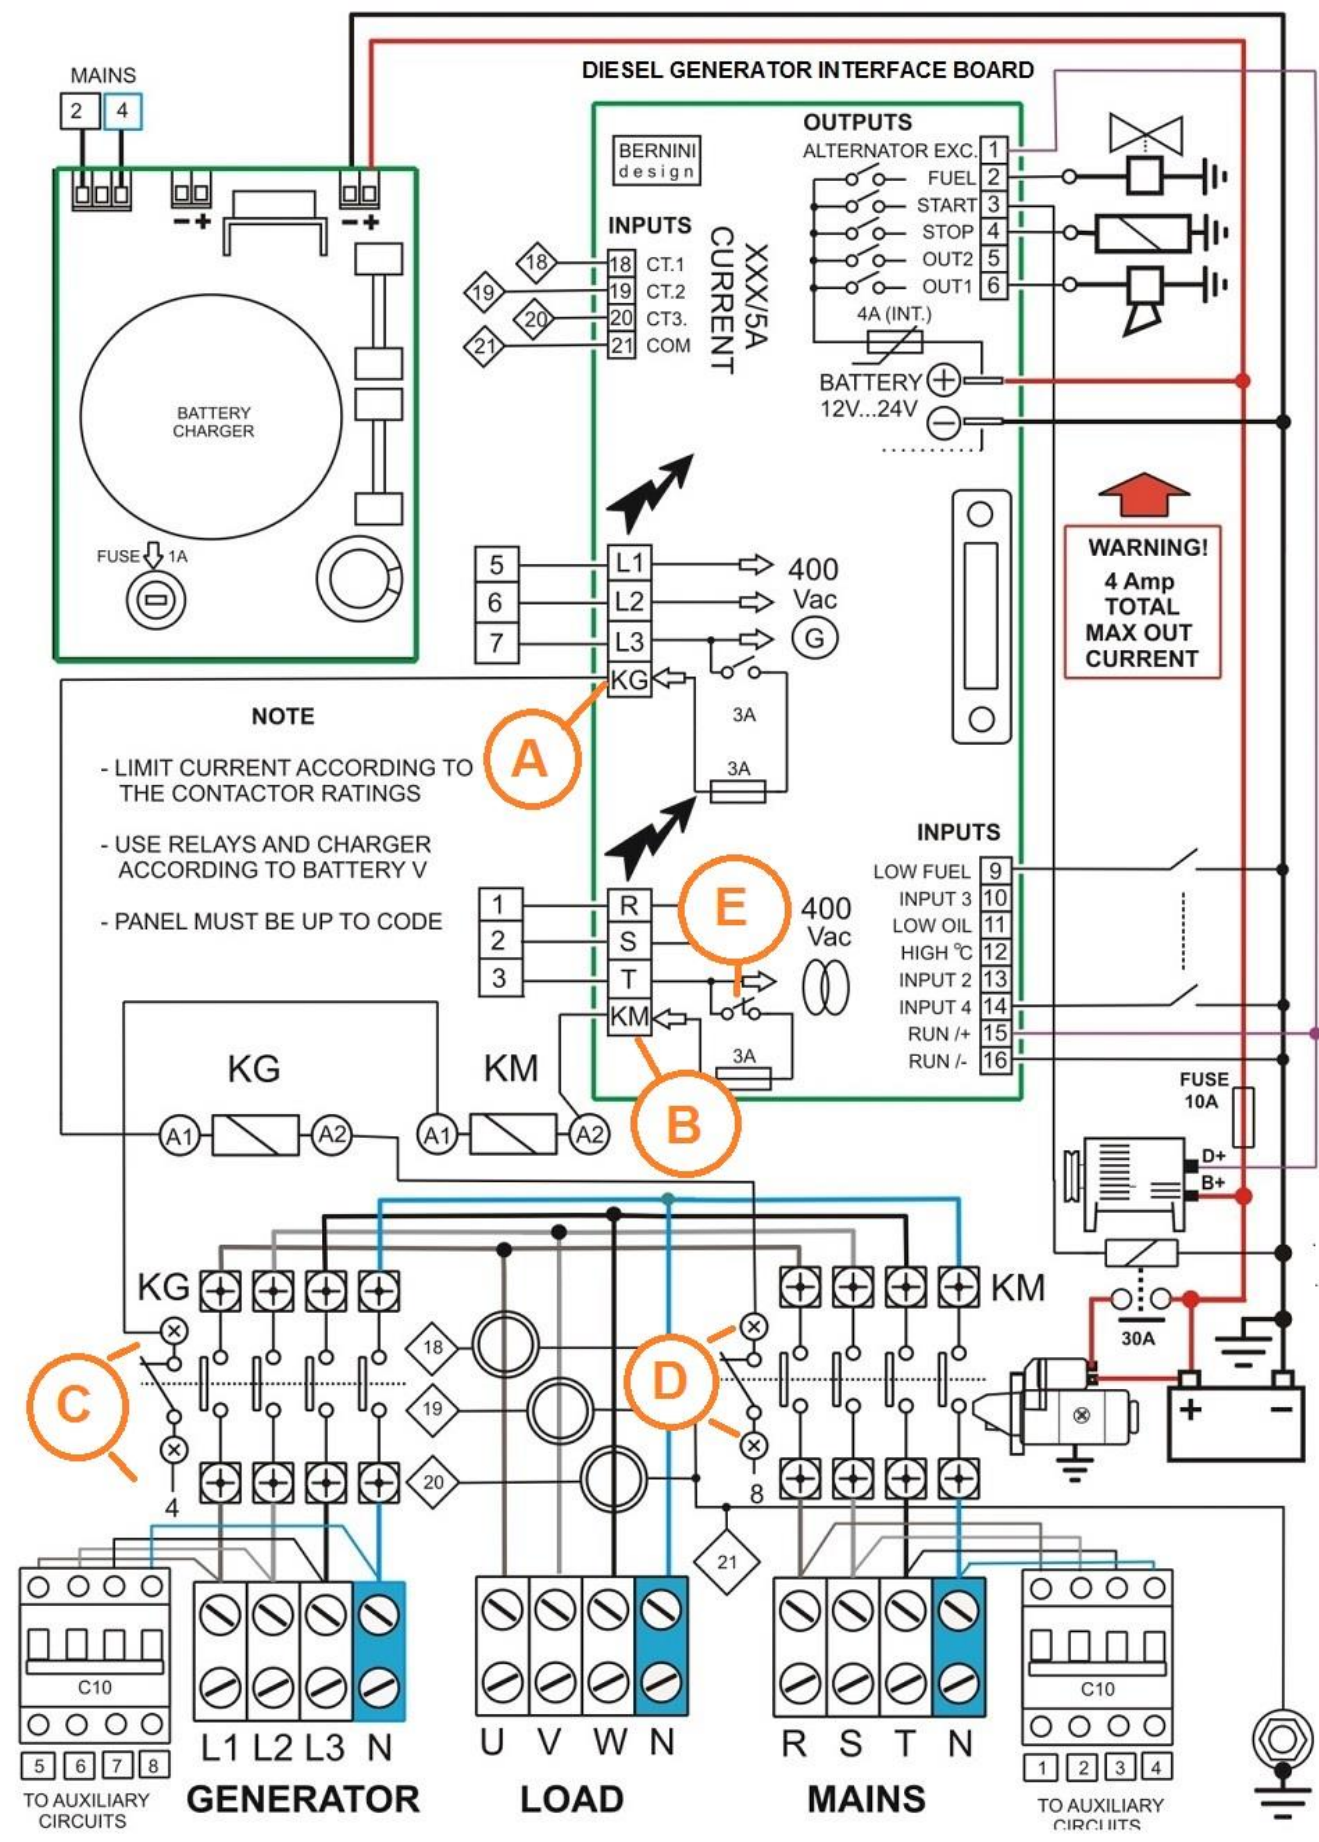 DIESEL GENERATOR INTERFACE BOARD
MAINS
2 4
- +
- +
BATTERY
CHARGER
FUSE 1A
BERNINI
design
OUTPUTS
ALTERNATOR EXC. 1
FUEL 2
START 3
STOP 4
OUT2 5
OUT1 6
4A (INT.)
BATTERY +
12V...24V −
INPUTS
18 18 CT.1
19 19 CT.2
20 20 CT3.
21 21 COM
XXX/5A
CURRENT
WARNING!
4 Amp
TOTAL
MAX OUT
CURRENT
5 L1
6 L2
7 L3
KG
400
Vac
G
3A
3A
A
NOTE
- LIMIT CURRENT ACCORDING TO
THE CONTACTOR RATINGS
- USE RELAYS AND CHARGER
ACCORDING TO BATTERY V
- PANEL MUST BE UP TO CODE
1 R
2 S
3 T
KM
E
400
Vac
3A
B
INPUTS
LOW FUEL 9
INPUT 3 10
LOW OIL 11
HIGH °C 12
INPUT 2 13
INPUT 4 14
RUN /+ 15
RUN /- 16
FUSE
10A
D+
B+
KG KM
A1 A2 A1 A2
KG
KM
30A
+ −
C
D
18
19
20
4
8
21
C10
C10
5 6 7 8
L1 L2 L3 N
U V W N
R S T N
1 2 3 4
TO AUXILIARY
CIRCUITS
GENERATOR
LOAD
MAINS
TO AUXILIARY
CIRCUITS